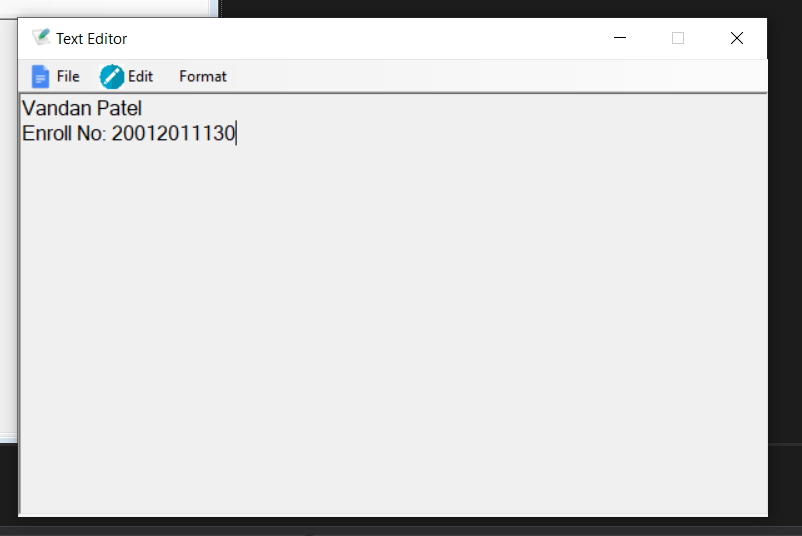 Text Editor
File Edit Format
Vandan Patel
Enroll No: 20012011130